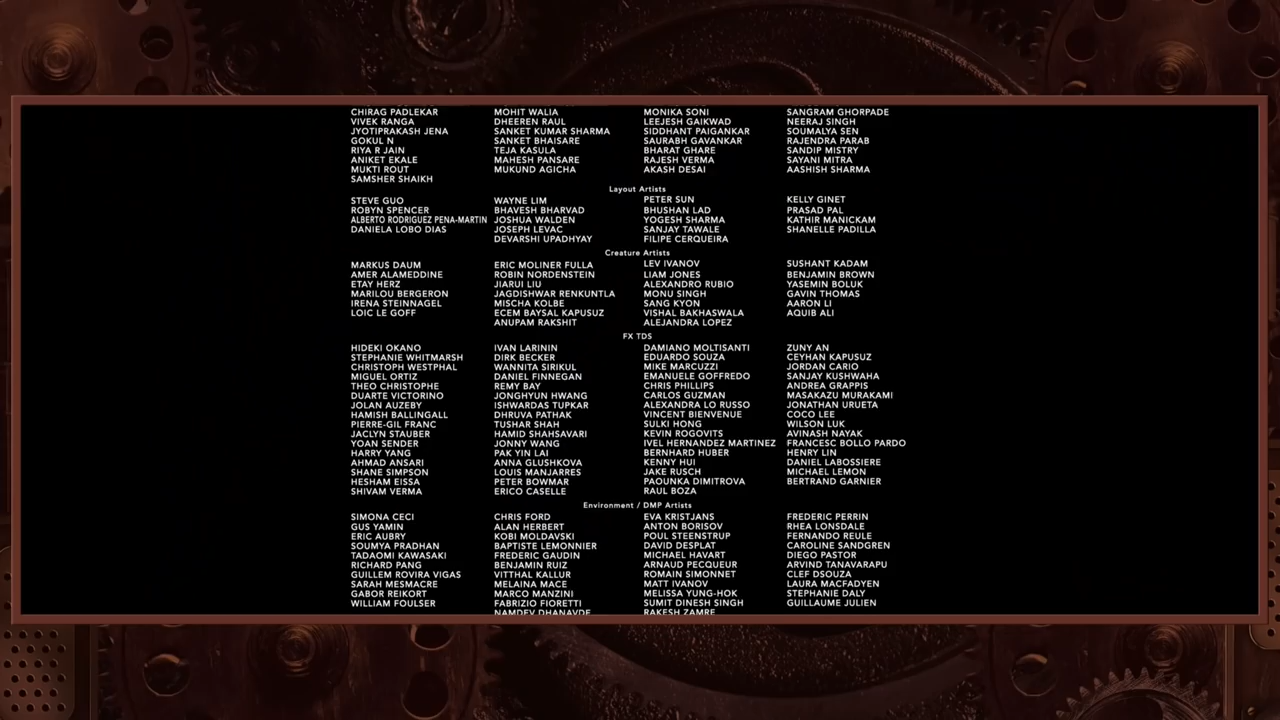 CHIRAG PADLEKAR MOHIT WALIA MONIKA SONI SANGRAM GHORPADE
VIVEK RANGA DHEEREN RAUL LEEJESH GAIKWAD NEERAJ SINGH
JYOTIPRAKASH JENA SANKET KUMAR SHARMA SIDDHANT PAIGANKAR SOUMALYA SEN
GOKUL N SANKET BHAISARE SAURABH GAVANKAR RAJENDRA PARAB
RIYA R JAIN TEJA KASULA BHARAT GHARE SANDIP MISTRY
ANIKET EKALE MAHESH PANSARE RAJESH VERMA SAYANI MITRA
MUKTI ROUT MUKUND AGICHA AKASH DESAI AASHISH SHARMA
SAMSHER SHAIKH
Layout Artists
STEVE GUO WAYNE LIM PETER SUN KELLY GINET
ROBYN SPENCER BHAVESH BHARVAD BHUSHAN LAD PRASAD PAL
ALBERTO RODRIGUEZ PENA-MARTIN JOSHUA WALDEN YOGESH SHARMA KATHIR MANICKAM
DANIELA LOBO DIAS JOSEPH LEVAC SANJAY TAWALE SHANELLE PADILLA
DEVARSHI UPADHYAY FILIPE CERQUEIRA
Creature Artists
MARKUS DAUM ERIC MOLINER FULLA LEV IVANOV SUSHANT KADAM
AMER ALAMEDDINE ROBIN NORDENSTEIN LIAM JONES BENJAMIN BROWN
ETAY HERZ JIARUI LIU ALEXANDRO RUBIO YASEMIN BOLUK
MARILOU BERGERON JAGDISHWAR RENKUNTLA MONU SINGH GAVIN THOMAS
IRENA STEINNAGEL MISCHA KOLBE SANG KYON AARON LI
LOIC LE GOFF ECEM BAYSAL KAPUSUZ VISHAL BAKHASWALA AQUIB ALI
ANUPAM RAKSHIT ALEJANDRA LOPEZ
FX TDS
HIDEKI OKANO IVAN LARININ DAMIANO MOLTISANTI ZUNY AN
STEPHANIE WHITMARSH DIRK BECKER EDUARDO SOUZA CEYHAN KAPUSUZ
CHRISTOPH WESTPHAL WANNITA SIRIKUL MIKE MARCUZZI JORDAN CARIO
MIGUEL ORTIZ DANIEL FINNEGAN EMANUELE GOFFREDO SANJAY KUSHWAHA
THEO CHRISTOPHE REMY BAY CHRIS PHILLIPS ANDREA GRAPPIS
DUARTE VICTORINO JONGHYUN HWANG CARLOS GUZMAN MASAKAZU MURAKAMI
JOLAN AUZEBY ISHWARDAS TUPKAR ALEXANDRA LO RUSSO JONATHAN URUETA
HAMISH BALLINGALL DHRUVA PATHAK VINCENT BIENVENUE COCO LEE
PIERRE-GIL FRANC TUSHAR SHAH SULKI HONG WILSON LUK
JACLYN STAUBER HAMID SHAHSAVARI KEVIN ROGOVITS AVINASH NAYAK
YOAN SENDER JONNY WANG IVEL HERNANDEZ MARTINEZ FRANCESC BOLLO PARDO
HARRY YANG PAK YIN LAI BERNHARD HUBER HENRY LIN
AHMAD ANSARI ANNA GLUSHKOVA KENNY HUI DANIEL LABOSSIERE
SHANE SIMPSON LOUIS MANJARRES JAKE RUSCH MICHAEL LEMON
HESHAM EISSA PETER BOWMAR PAOUNKA DIMITROVA BERTRAND GARNIER
SHIVAM VERMA ERICO CASELLE RAUL BOZA
Environment / DMP Artists
SIMONA CECI CHRIS FORD EVA KRISTJANS FREDERIC PERRIN
GUS YAMIN ALAN HERBERT ANTON BORISOV RHEA LONSDALE
ERIC AUBRY KOBI MOLDAVSKI POUL STEENSTRUP FERNANDO REULE
SOUMYA PRADHAN BAPTISTE LEMONNIER DAVID DESPLAT CAROLINE SANDGREN
TADAOMI KAWASAKI FREDERIC GAUDIN MICHAEL HAVART DIEGO PASTOR
RICHARD PANG BENJAMIN RUIZ ARNAUD PECQUEUR ARVIND TANAVARAPU
GUILLEM ROVIRA VIGAS VITTHAL KALLUR ROMAIN SIMONNET CLEF DSOUZA
SARAH MESMACRE MELAINA MACE MATT IVANOV LAURA MACFADYEN
GABOR REIKORT MARCO MANZINI MELISSA YUNG-HOK STEPHANIE DALY
WILLIAM FOULSER FABRIZIO FIORETTI SUMIT DINESH SINGH GUILLAUME JULIEN
NAMDEV DHANAVDE RAKESH ZAMRE